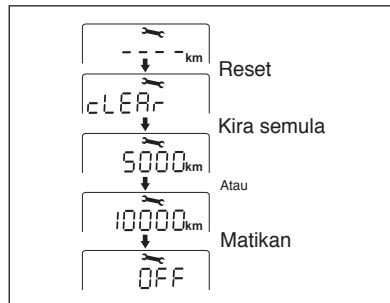 - - - - km
Reset
cLEAr
Kira semula
5000km
Atau
10000km
Matikan
OFF